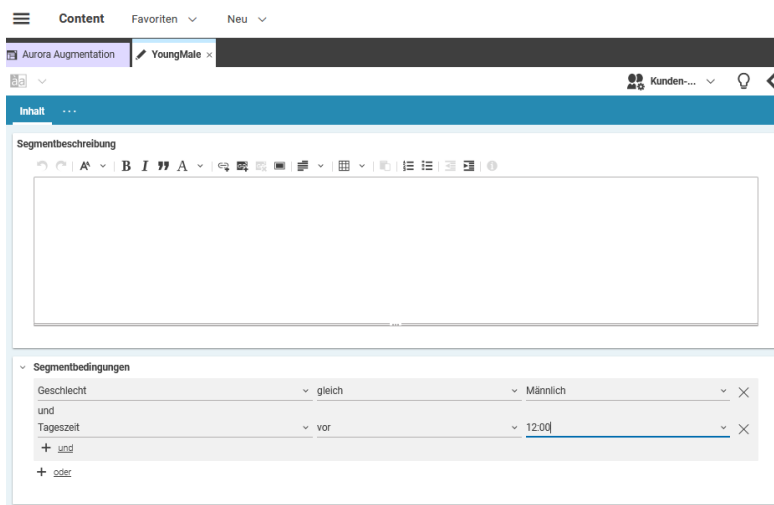 Content Favoriten Neu
Aurora Augmentation YoungMale ×
Kunden-...
Inhalt ...
Segmentbeschreibung
B I A
Segmentbedingungen
Geschlecht gleich Männlich
und
Tageszeit vor 12:00
+ und
+ oder